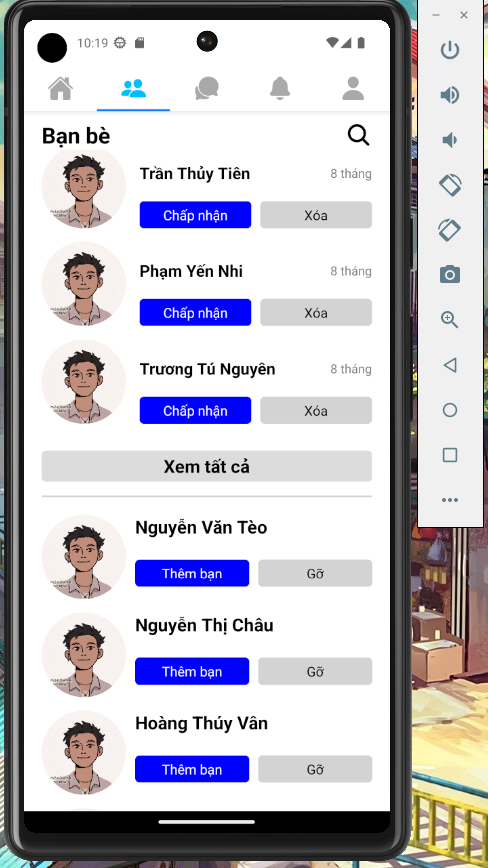 10:19
Bạn bè
Trần Thủy Tiên 8 tháng
Chấp nhận Xóa
Phạm Yến Nhi 8 tháng
Chấp nhận Xóa
Trương Tú Nguyên 8 tháng
Chấp nhận Xóa
Xem tất cả
Nguyễn Văn Tèo
Thêm bạn Gỡ
Nguyễn Thị Châu
Thêm bạn Gỡ
Hoàng Thúy Vân
Thêm bạn Gỡ